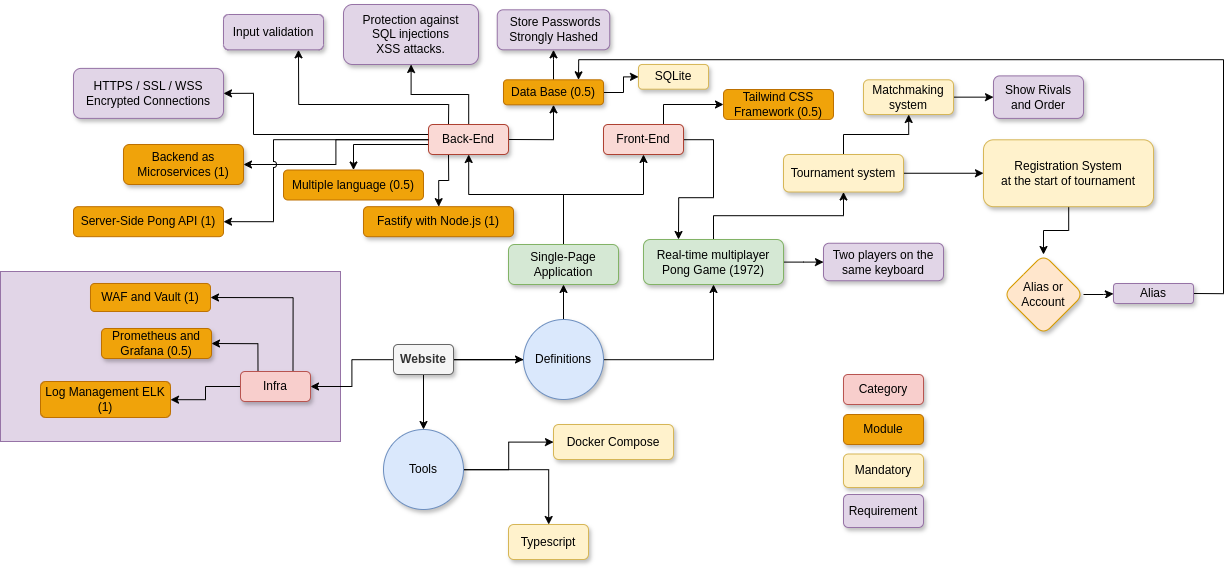 Input validation
Protection against
SQL injections
XSS attacks.
Store Passwords
Strongly Hashed
HTTPS / SSL / WSS
Encrypted Connections
Data Base (0.5)
SQLite
Tailwind CSS
Framework (0.5)
Matchmaking
system
Show Rivals
and Order
Back-End
Front-End
Backend as
Microservices (1)
Multiple language (0.5)
Tournament system
Registration System
at the start of tournament
Server-Side Pong API (1)
Fastify with Node.js (1)
Single-Page
Application
Real-time multiplayer
Pong Game (1972)
Two players on the
same keyboard
Alias or
Account
Alias
WAF and Vault (1)
Prometheus and
Grafana (0.5)
Log Management ELK
(1)
Infra
Website
Definitions
Tools
Docker Compose
Typescript
Category
Module
Mandatory
Requirement